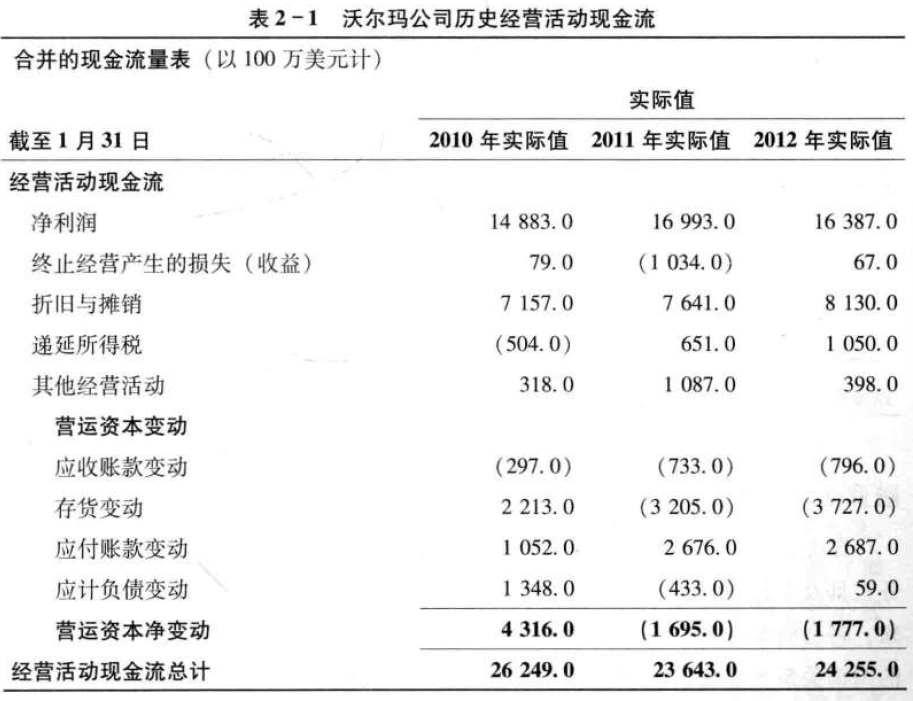 表 2-1 沃尔玛公司历史经营活动现金流
合并的现金流量表（以 100 万美元计）
实际值
截至 1 月 31 日 2010 年实际值 2011 年实际值 2012 年实际值
经营活动现金流
净利润 14 883.0 16 993.0 16 387.0
终止经营产生的损失（收益） 79.0 (1 034.0) 67.0
折旧与摊销 7 157.0 7 641.0 8 130.0
递延所得税 (504.0) 651.0 1 050.0
其他经营活动 318.0 1 087.0 398.0
营运资本变动
应收账款变动 (297.0) (733.0) (796.0)
存货变动 2 213.0 (3 205.0) (3 727.0)
应付账款变动 1 052.0 2 676.0 2 687.0
应计负债变动 1 348.0 (433.0) 59.0
营运资本净变动 4 316.0 (1 695.0) (1 777.0)
经营活动现金流总计 26 249.0 23 643.0 24 255.0